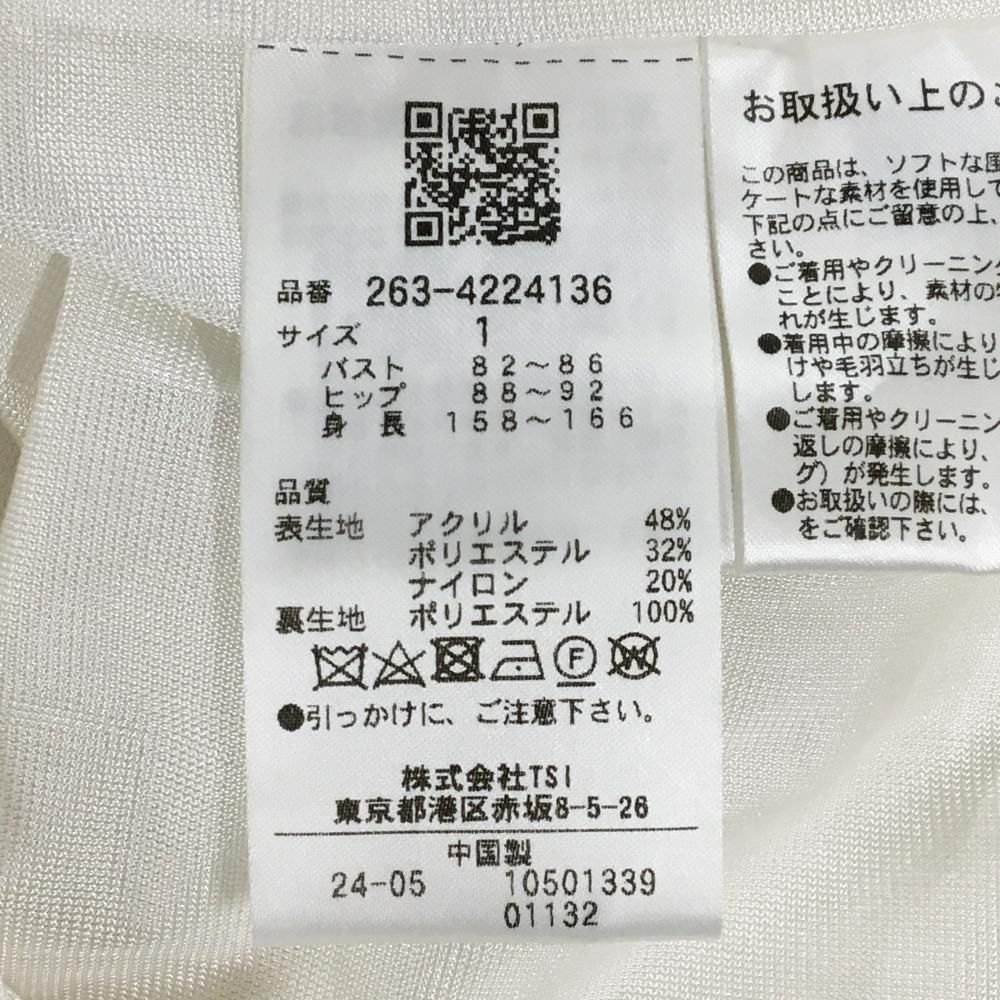 品番 263-4224136
サイズ 1
バスト 82～86
ヒップ 88～92
身長 158～166
品質
表生地 アクリル 48%
ポリエステル 32%
ナイロン 20%
裏生地 ポリエステル 100%
F W
●引っかけに、ご注意下さい。
株式会社TSI
東京都港区赤坂8-5-26
中国製
24-05 10501339
01132
お取扱い上の
この商品は、ソフトな風
ケートな素材を使用して
下記の点にご留意の上、
さい。
●ご着用やクリーニング
ことにより、素材の
れが生じます。
●着用中の摩擦により
けや毛羽立ちが生じ
します。
●ご着用やクリーニン
返しの摩擦により、
グ）が発生します。
●お取扱いの際には、
をご確認下さい。